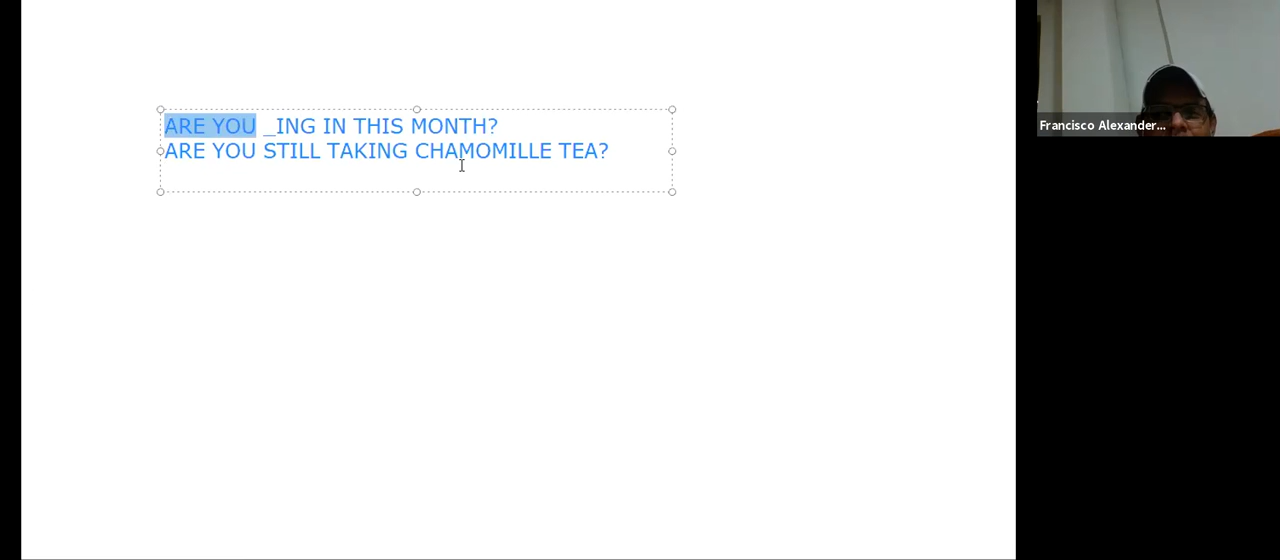 ARE YOU _ING IN THIS MONTH?
ARE YOU STILL TAKING CHAMOMILLE TEA?
Francisco Alexander...